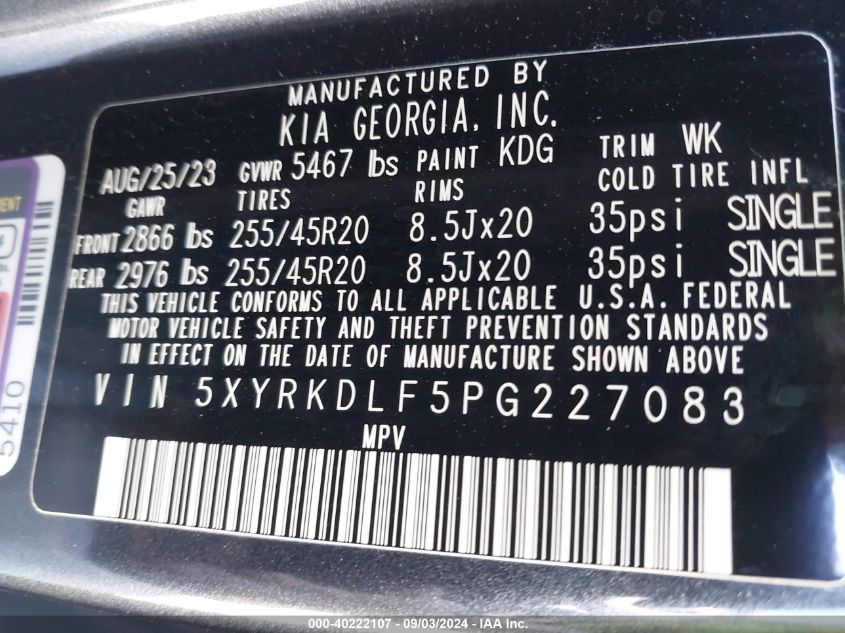 MANUFACTURED BY
KIA GEORGIA, INC.
AUG/25/23 GVWR 5467 lbs PAINT KDG TRIM WK
GAWR TIRES RIMS COLD TIRE INFL
FRONT 2866 lbs 255/45R20 8.5Jx20 35psi SINGLE
REAR 2976 lbs 255/45R20 8.5Jx20 35psi SINGLE
THIS VEHICLE CONFORMS TO ALL APPLICABLE U.S.A. FEDERAL
MOTOR VEHICLE SAFETY AND THEFT PREVENTION STANDARDS
IN EFFECT ON THE DATE OF MANUFACTURE SHOWN ABOVE
VIN 5XYRKDLF5PG227083
MPV
5410
000-40222107 - 09/03/2024 - IAA Inc.